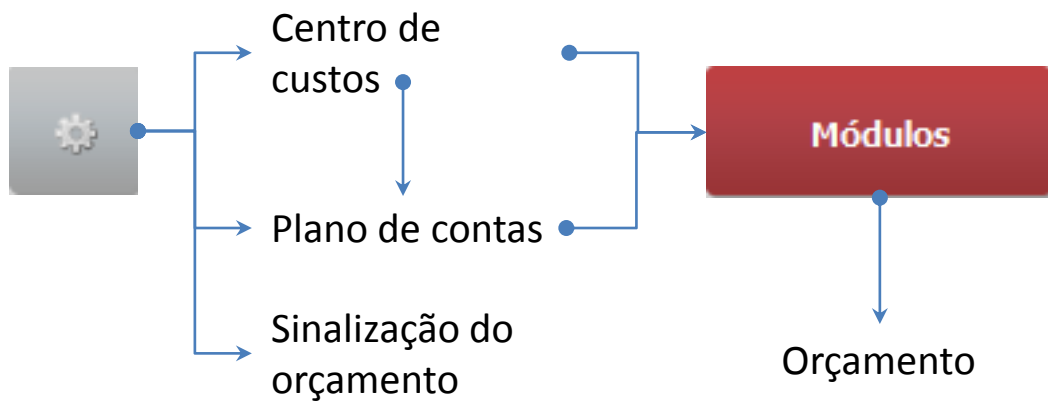 Centro de
custos
Módulos
Plano de contas
Sinalização do
orçamento
Orçamento